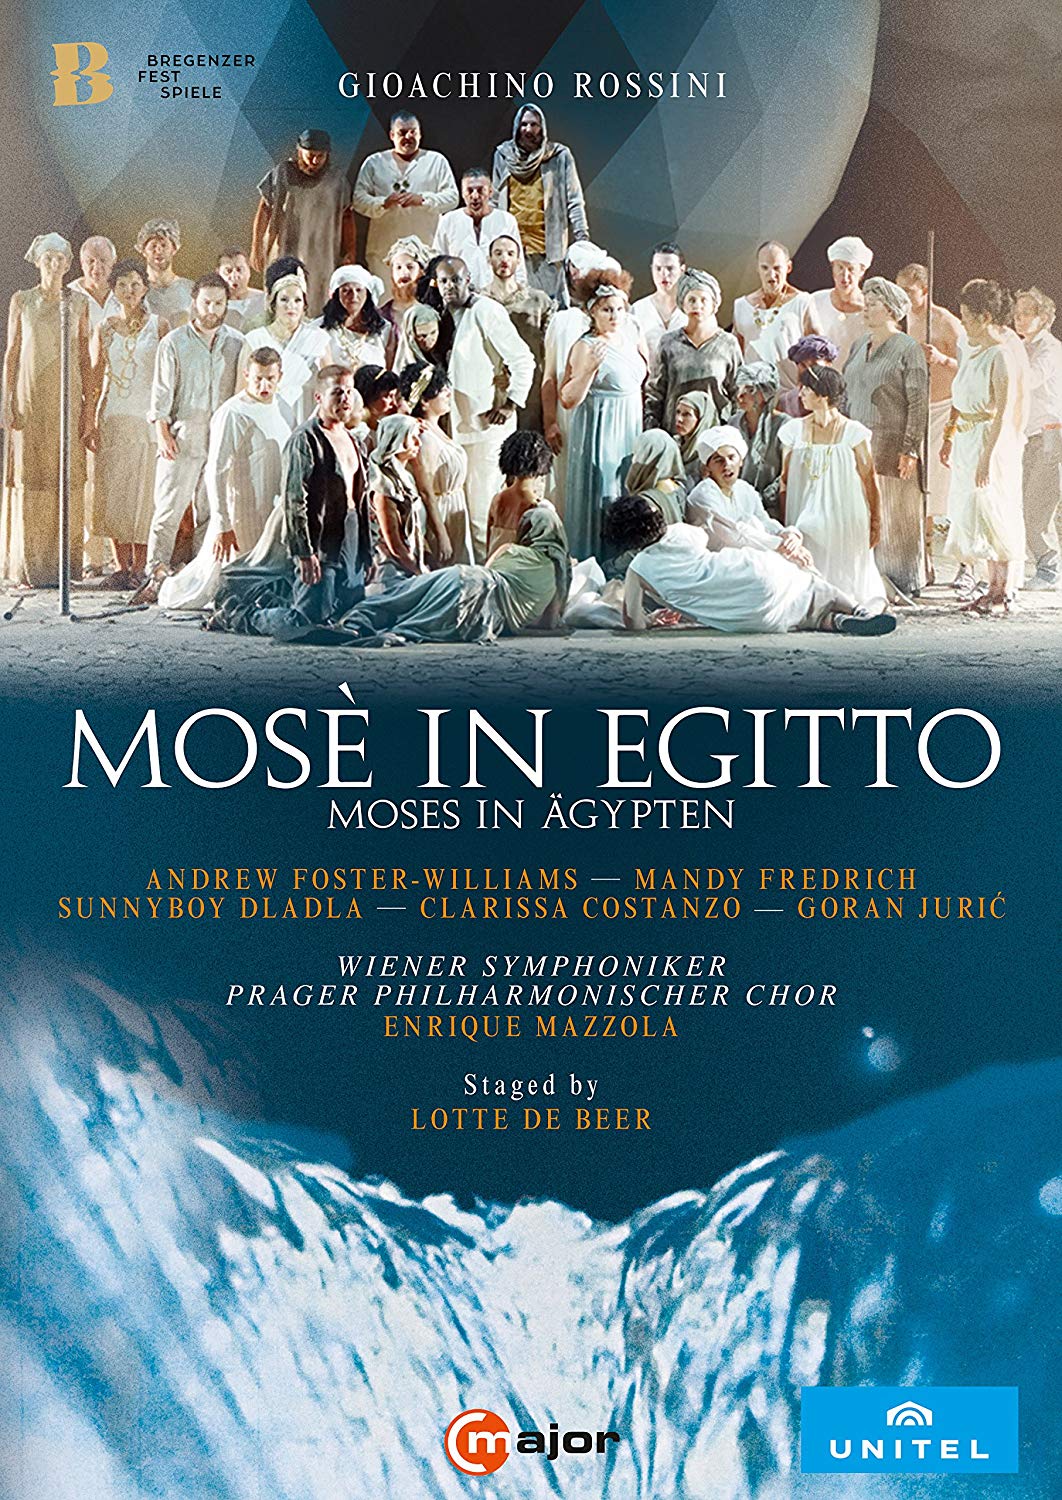 BREGENZER
FEST
SPIELE
GIOACHINO ROSSINI
MOSÈ IN EGITTO
MOSES IN ÄGYPTEN
ANDREW FOSTER-WILLIAMS — MANDY FREDRICH
SUNNYBOY DLADLA — CLARISSA COSTANZO — GORAN JURIĆ
WIENER SYMPHONIKER
PRAGER PHILHARMONISCHER CHOR
ENRIQUE MAZZOLA
Staged by
LOTTE DE BEER
C major
UNITEL